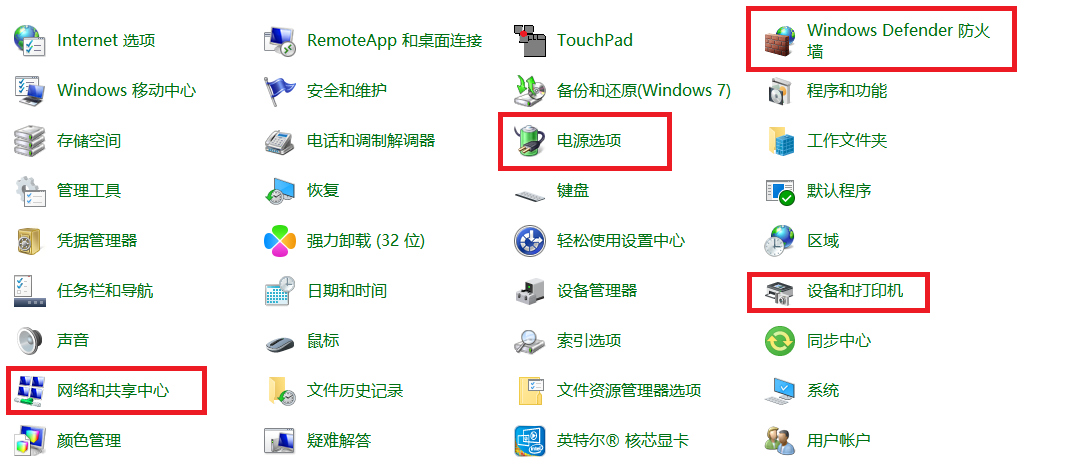 Internet 选项
RemoteApp 和桌面连接
TouchPad
Windows Defender 防火
墙
Windows 移动中心
安全和维护
备份和还原(Windows 7)
程序和功能
存储空间
电话和调制解调器
电源选项
工作文件夹
管理工具
恢复
键盘
默认程序
凭据管理器
强力卸载 (32 位)
轻松使用设置中心
区域
任务栏和导航
日期和时间
设备管理器
设备和打印机
声音
鼠标
索引选项
同步中心
网络和共享中心
文件历史记录
文件资源管理器选项
系统
颜色管理
疑难解答
英特尔® 核芯显卡
用户帐户